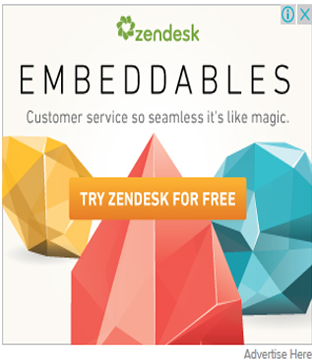 zendesk
EMBEDDABLES
Customer service so seamless it's like magic.
TRY ZENDESK FOR FREE
Advertise Here